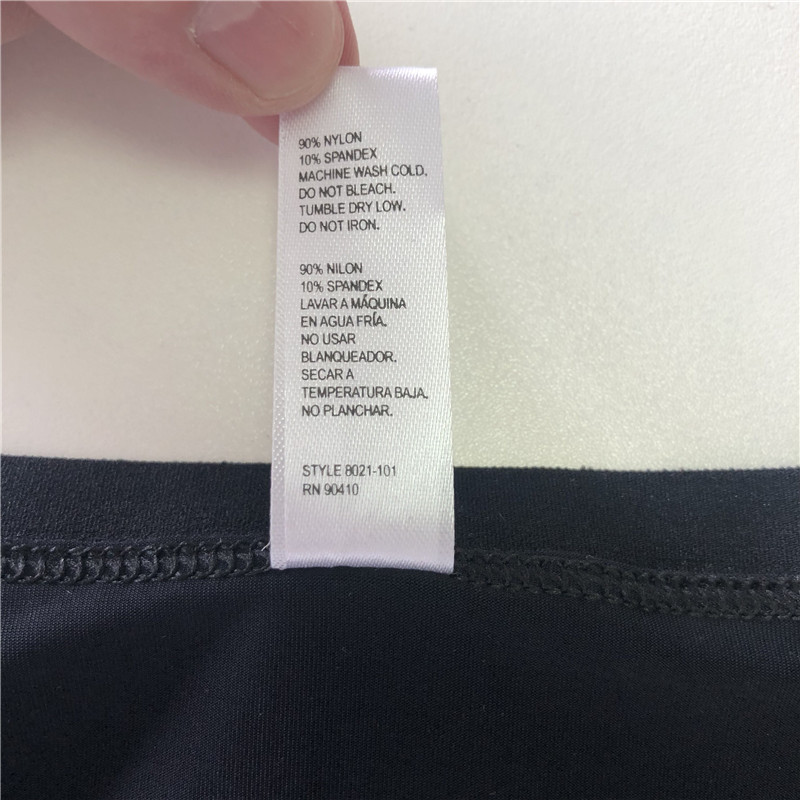 90% NYLON
10% SPANDEX
MACHINE WASH COLD.
DO NOT BLEACH.
TUMBLE DRY LOW.
DO NOT IRON.
90% NILON
10% SPANDEX
LAVAR A MÁQUINA
EN AGUA FRÍA.
NO USAR
BLANQUEADOR.
SECAR A
TEMPERATURA BAJA.
NO PLANCHAR.
STYLE 8021-101
RN 90410